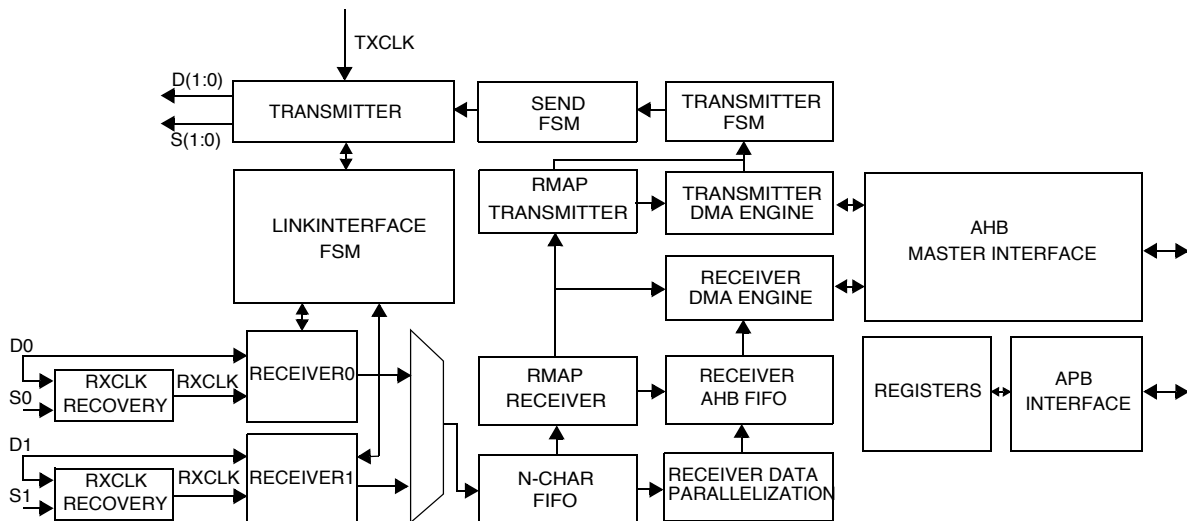 TXCLK
D(1:0)
S(1:0)
TRANSMITTER
SEND
FSM
TRANSMITTER
FSM
LINKINTERFACE
FSM
RMAP
TRANSMITTER
TRANSMITTER
DMA ENGINE
AHB
MASTER INTERFACE
RECEIVER
DMA ENGINE
D0
S0
RXCLK
RECOVERY
RXCLK
RECEIVER0
RMAP
RECEIVER
RECEIVER
AHB FIFO
REGISTERS
APB
INTERFACE
D1
S1
RXCLK
RECOVERY
RXCLK
RECEIVER1
N-CHAR
FIFO
RECEIVER DATA
PARALLELIZATION